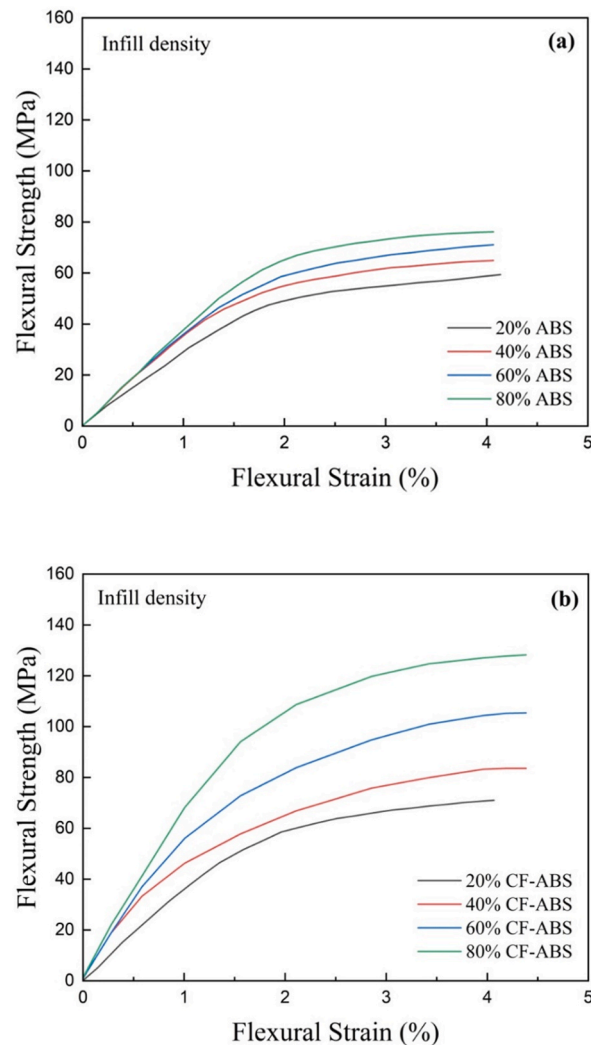 Infill density
(a)
160
140
120
100
80
60
40
20
0
Flexural Strength (MPa)
20% ABS
40% ABS
60% ABS
80% ABS
0 1 2 3 4 5
Flexural Strain (%)
Infill density
(b)
160
140
120
100
80
60
40
20
0
Flexural Strength (MPa)
20% CF-ABS
40% CF-ABS
60% CF-ABS
80% CF-ABS
0 1 2 3 4 5
Flexural Strain (%)